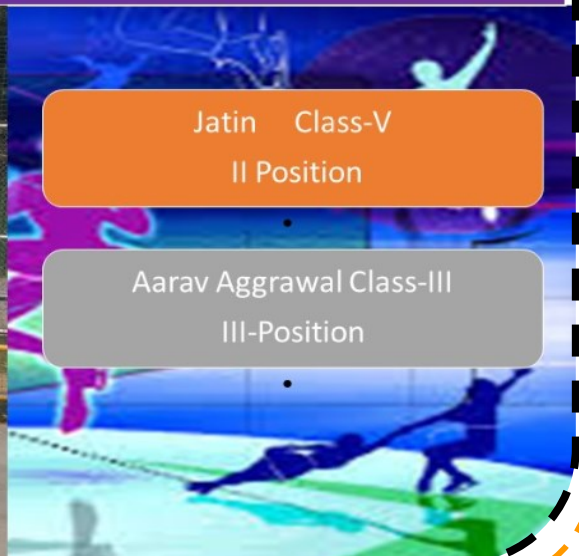 Jatin Class-V
II Position
Aarav Aggrawal Class-III
III-Position